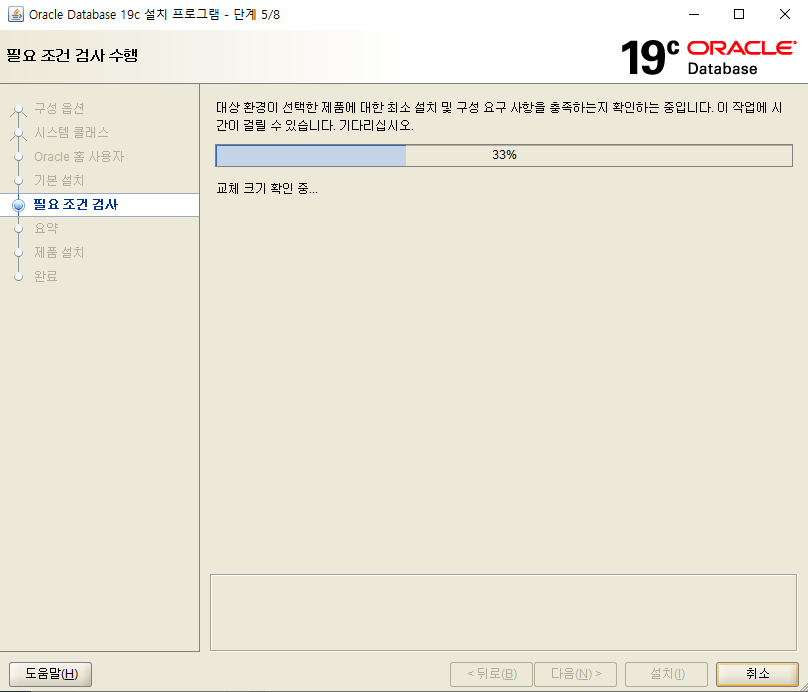 Oracle Database 19c 설치 프로그램 - 단계 5/8
필요 조건 검사 수행
19c ORACLE
Database
구성 옵션
시스템 클래스
Oracle 홈 사용자
기본 설치
필요 조건 검사
요약
제품 설치
완료
대상 환경이 선택한 제품에 대한 최소 설치 및 구성 요구 사항을 충족하는지 확인하는 중입니다. 이 작업에 시
간이 걸릴 수 있습니다. 기다리십시오.
33%
교체 크기 확인 중...
도움말(H)
< 뒤로(B)
다음(N) >
설치(I)
취소